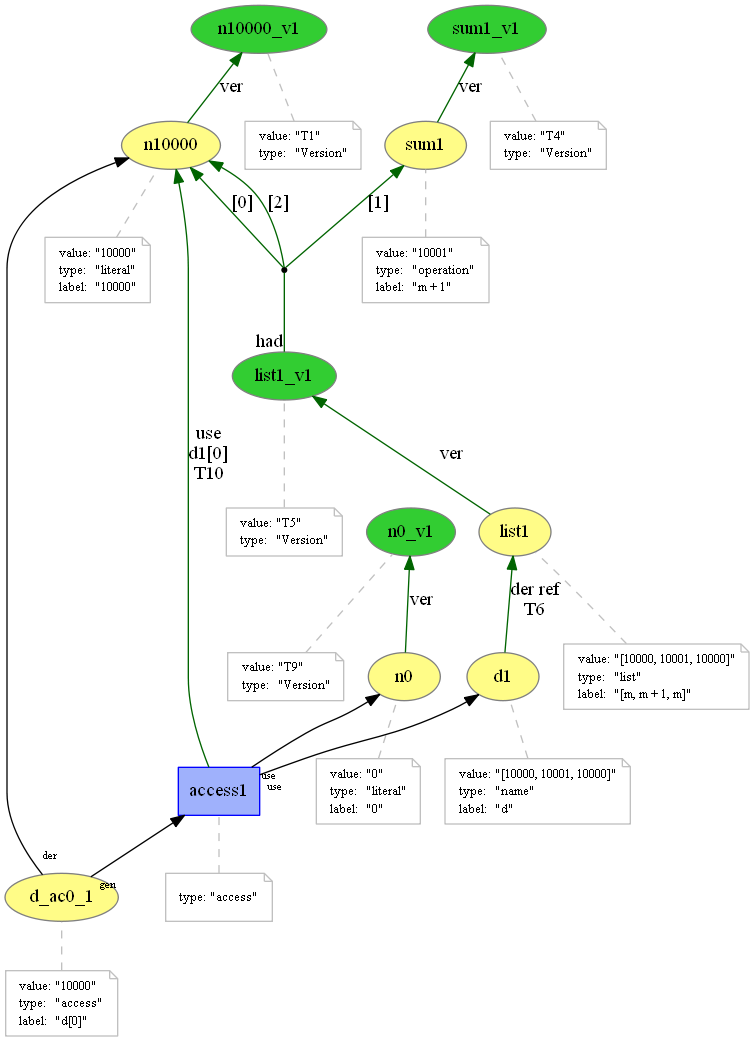 n10000_v1
sum1_v1
ver
ver
value: "T1"
type: "Version"
value: "T4"
type: "Version"
n10000
sum1
[0]
[2]
[1]
value: "10000"
type: "literal"
label: "10000"
value: "10001"
type: "operation"
label: "m + 1"
had
list1_v1
use
d1[0]
T10
ver
value: "T5"
type: "Version"
n0_v1
list1
ver
der ref
T6
value: "T9"
type: "Version"
n0
d1
value: "[10000, 10001, 10000]"
type: "list"
label: "[m, m + 1, m]"
access1
use
use
value: "0"
type: "literal"
label: "0"
value: "[10000, 10001, 10000]"
type: "name"
label: "d"
der
gen
d_ac0_1
type: "access"
value: "10000"
type: "access"
label: "d[0]"